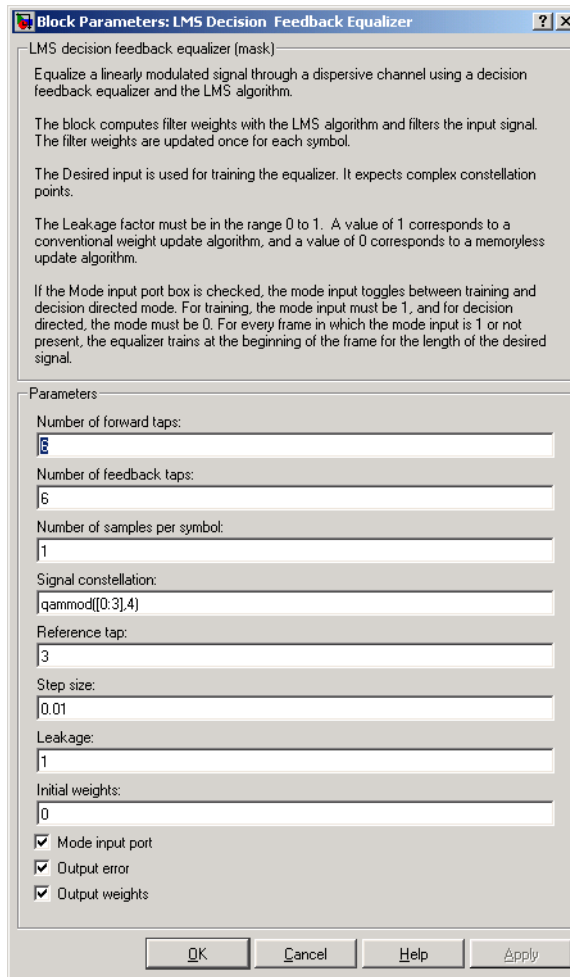 Block Parameters: LMS Decision  Feedback Equalizer
LMS decision feedback equalizer (mask)
Equalize a linearly modulated signal through a dispersive channel using a decision
feedback equalizer and the LMS algorithm.
The block computes filter weights with the LMS algorithm and filters the input signal.
The filter weights are updated once for each symbol.
The Desired input is used for training the equalizer. It expects complex constellation
points.
The Leakage factor must be in the range 0 to 1.  A value of 1 corresponds to a
conventional weight update algorithm, and a value of 0 corresponds to a memoryless
update algorithm.
If the Mode input port box is checked, the mode input toggles between training and
decision directed mode. For training, the mode input must be 1, and for decision
directed, the mode must be 0. For every frame in which the mode input is 1 or not
present, the equalizer trains at the beginning of the frame for the length of the desired
signal.
Parameters
Number of forward taps:
6
Number of feedback taps:
6
Number of samples per symbol:
1
Signal constellation:
qammod([0:3],4)
Reference tap:
3
Step size:
0.01
Leakage:
1
Initial weights:
0
Mode input port
Output error
Output weights
OK Cancel Help Apply